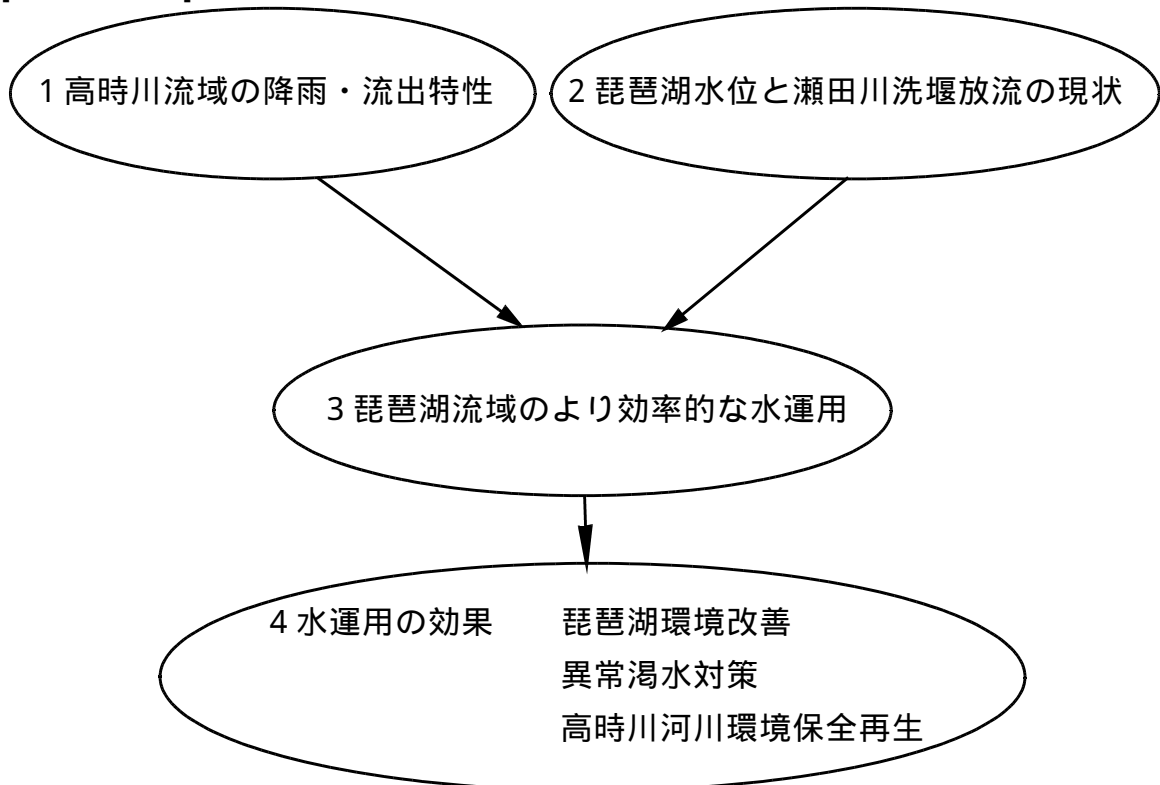 1 高時川流域の降雨・流出特性
2 琵琶湖水位と瀬田川洗堰放流の現状
3 琵琶湖流域のより効率的な水運用
4 水運用の効果　琵琶湖環境改善
異常渇水対策
高時川河川環境保全再生